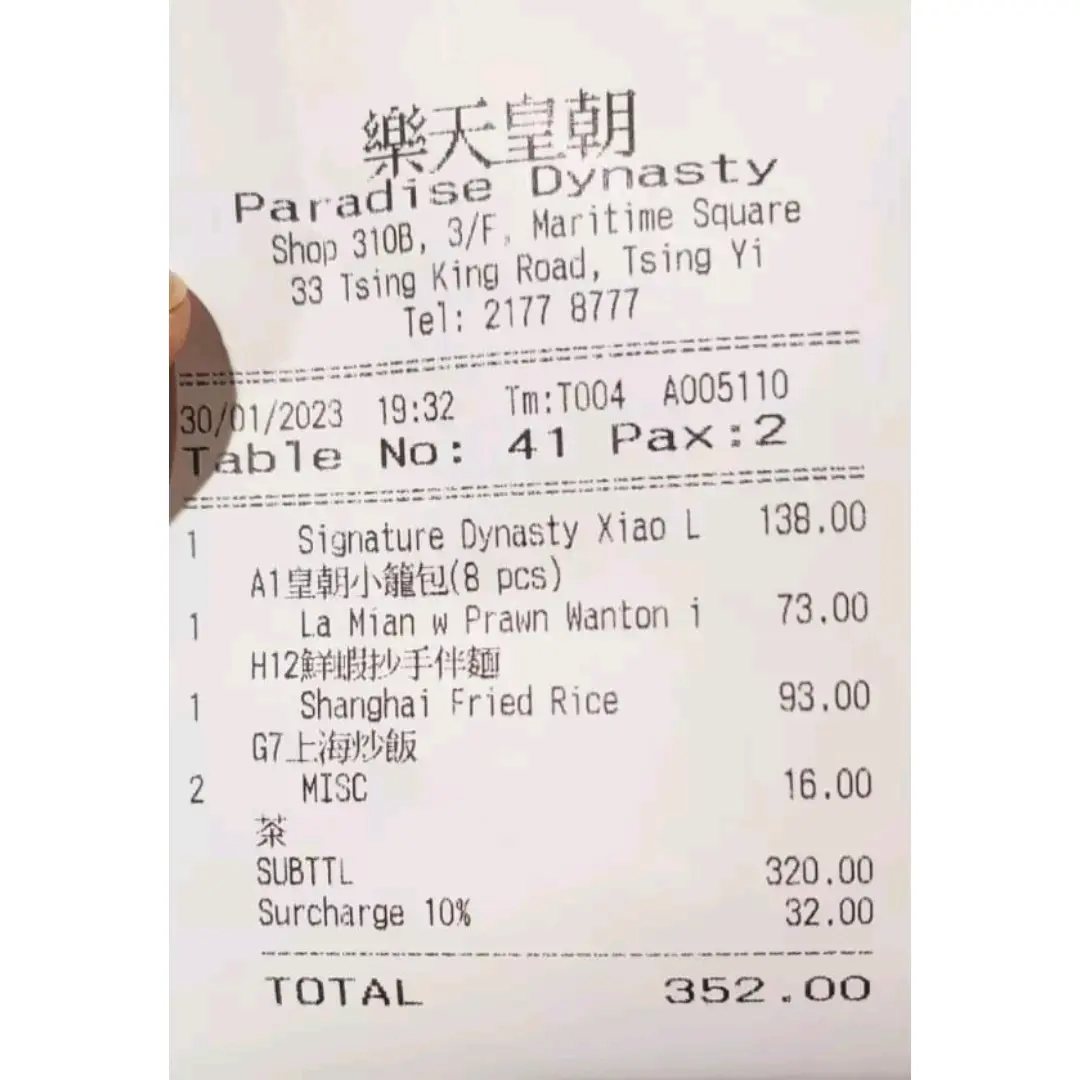 樂天皇朝
Paradise Dynasty
Shop 310B, 3/F, Maritime Square
33 Tsing King Road, Tsing Yi
Tel: 2177 8777
30/01/2023 19:32 Tm:T004 A005110
Table No: 41 Pax:2
1 Signature Dynasty Xiao L 138.00
A1皇朝小籠包(8 pcs)
1 La Mian w Prawn Wanton i 73.00
H12鮮蝦抄手伴麵
1 Shanghai Fried Rice 93.00
G7上海炒飯
2 MISC 16.00
茶
SUBTTL 320.00
Surcharge 10% 32.00
TOTAL 352.00